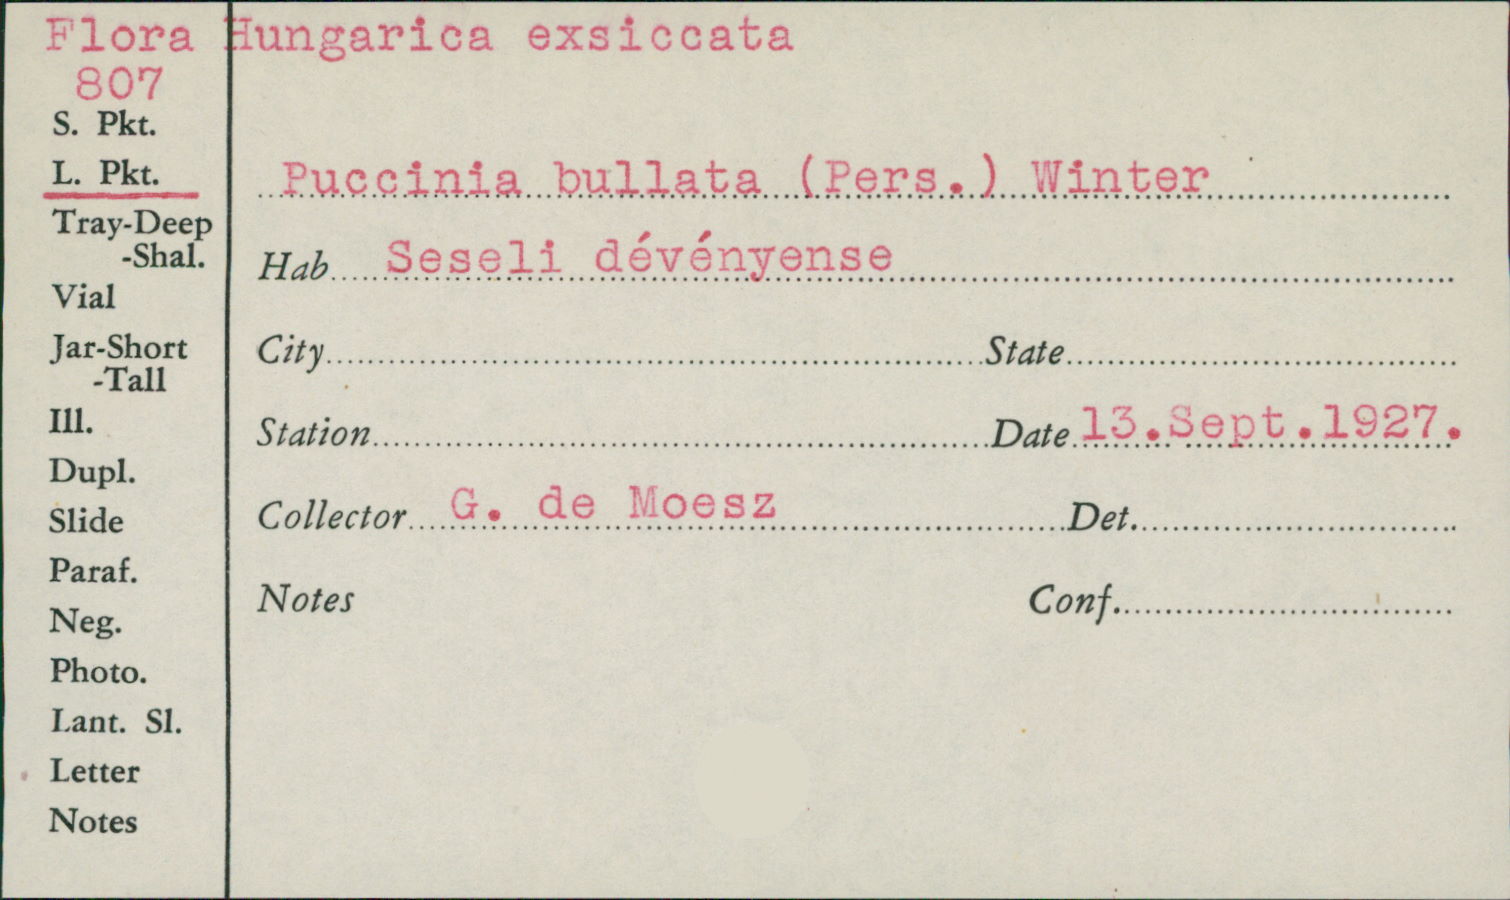 Flora Hungarica exsiccata
807
S. Pkt.
L. Pkt.
Tray-Deep
-Shal.
Vial
Jar-Short
-Tall
Ill.
Dupl.
Slide
Paraf.
Neg.
Photo.
Lant. Sl.
Letter
Notes
Puccinia bullata (Pers.) Winter
Hab. Seseli dévényense
City State
Station Date 13.Sept.1927.
Collector G. de Moesz Det.
Notes Conf.